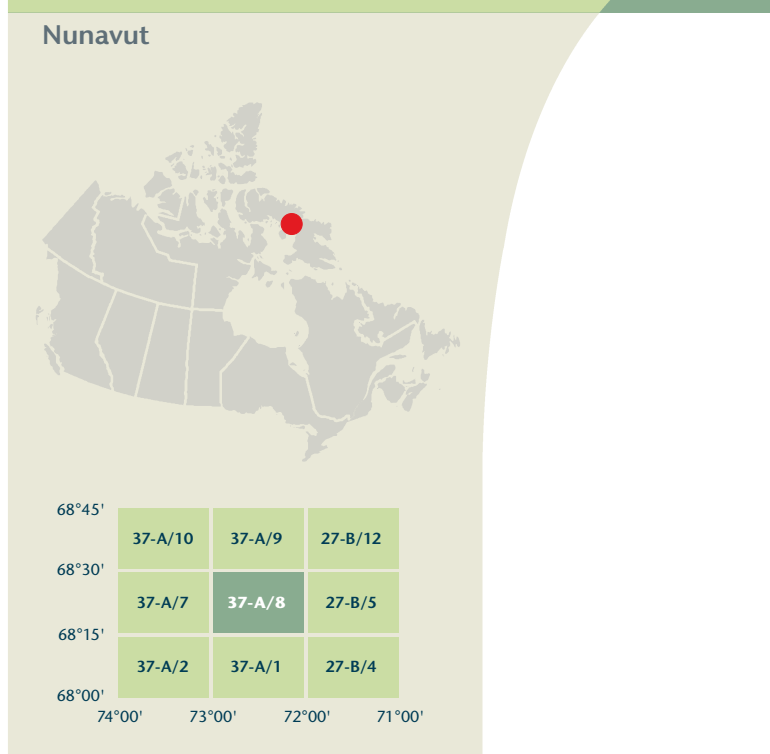 Nunavut
68°45'
37-A/10 37-A/9 27-B/12
68°30'
37-A/7 37-A/8 27-B/5
68°15'
37-A/2 37-A/1 27-B/4
68°00'
74°00' 73°00' 72°00' 71°00'